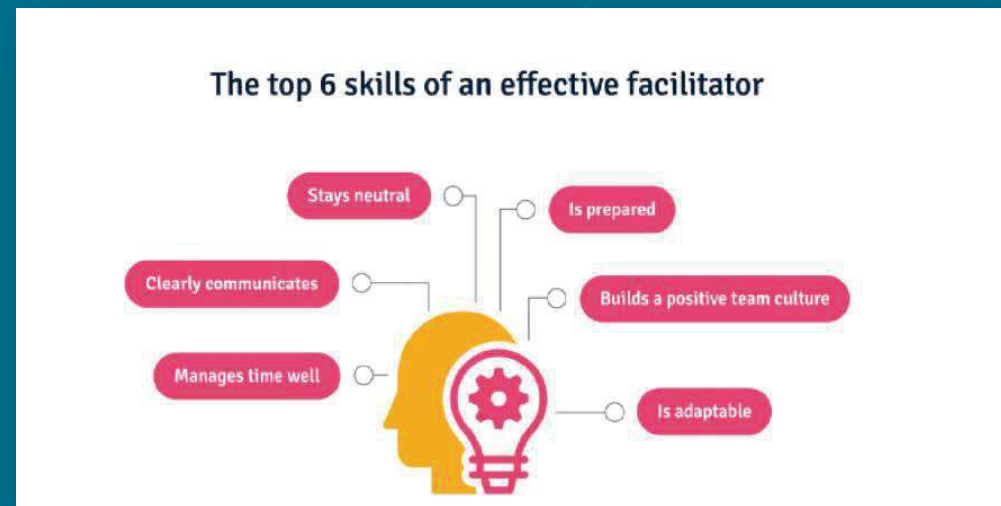 The top 6 skills of an effective facilitator
Stays neutral
Is prepared
Clearly communicates
Builds a positive team culture
Manages time well
Is adaptable